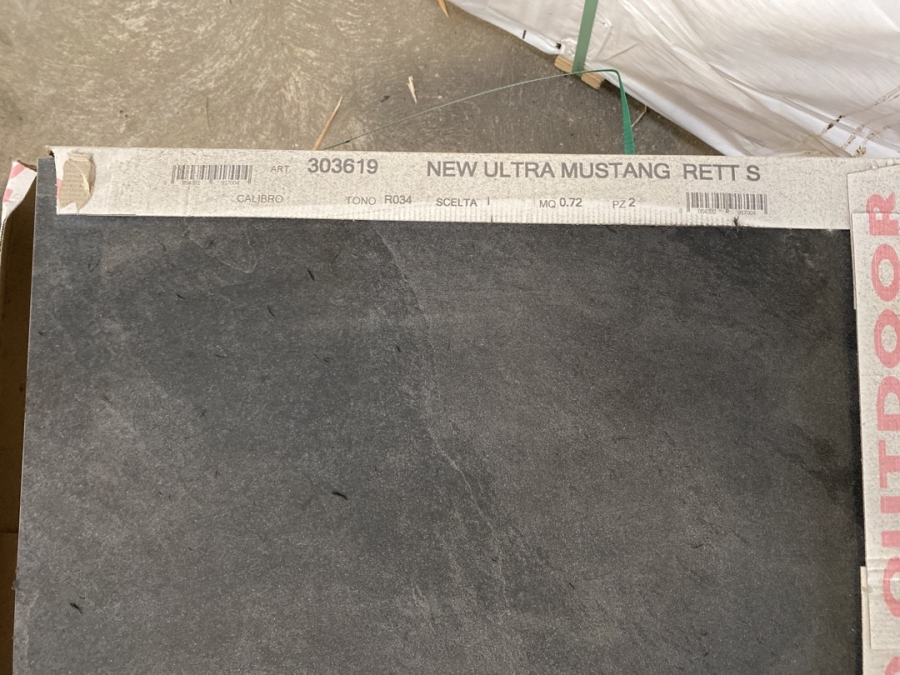 ART. 303619 NEW ULTRA MUSTANG RETT S
CALIBRO TONO R034 SCELTA I MQ 0.72 PZ 2
OUTDOOR